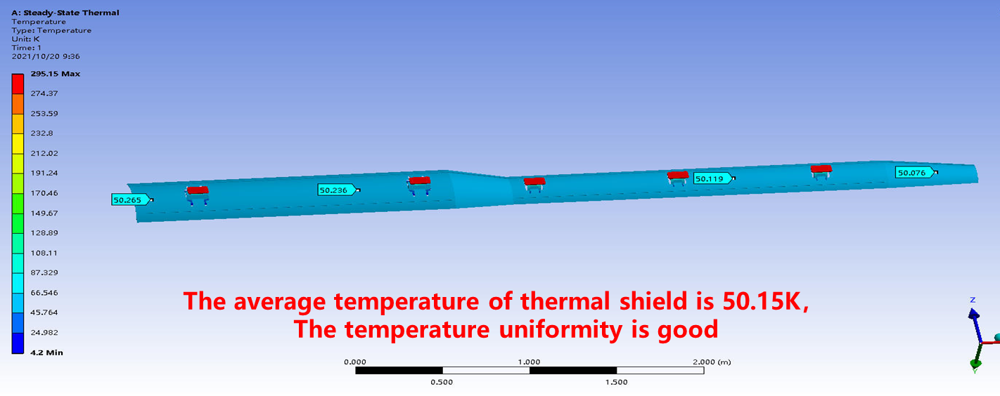 A: Steady-State Thermal
Temperature
Type: Temperature
Unit: K
Time: 1
2021/10/20 9:36
295.15 Max
274.37
253.59
232.8
212.02
191.24
170.46
149.67
128.89
108.11
87.329
66.546
45.764
24.982
4.2 Min
50.265
50.236
50.119
50.076
The average temperature of thermal shield is 50.15K,
The temperature uniformity is good
0.000 1.000 2.000 (m)
0.500 1.500
Z
Y